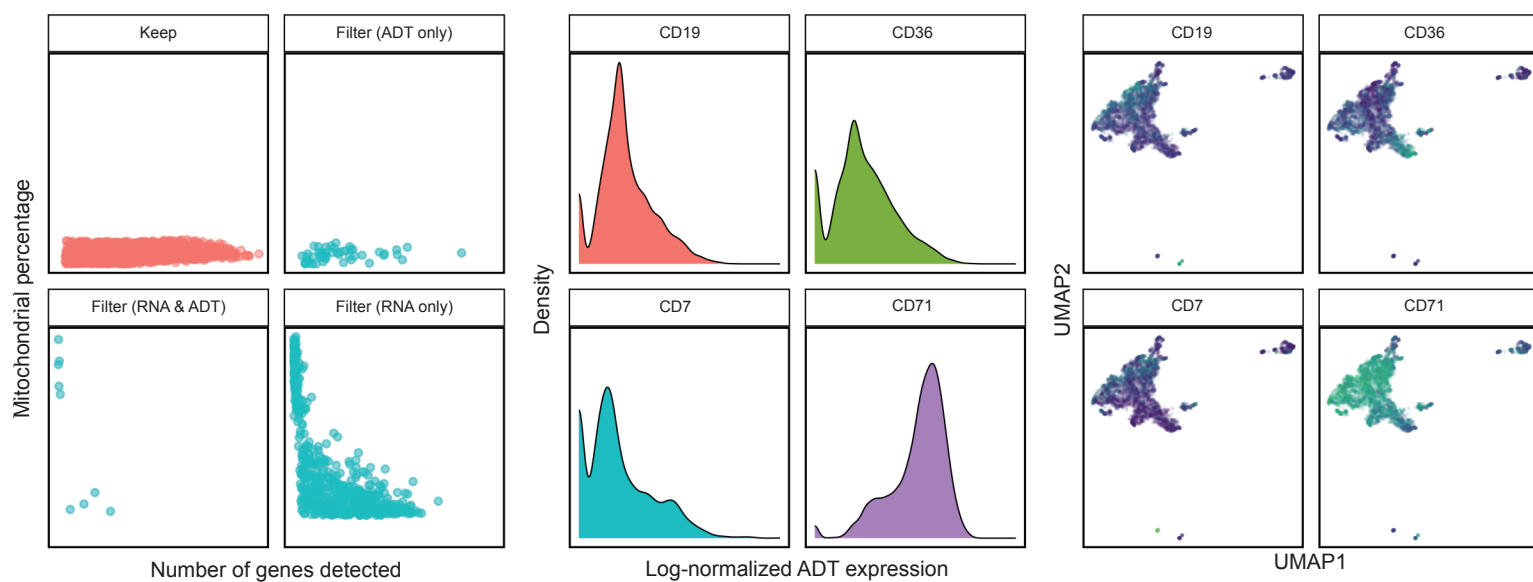 Keep
Filter (ADT only)
Filter (RNA & ADT)
Filter (RNA only)
Mitochondrial percentage
Number of genes detected
CD19
CD36
CD7
CD71
Density
Log-normalized ADT expression
CD19
CD36
CD7
CD71
UMAP2
UMAP1